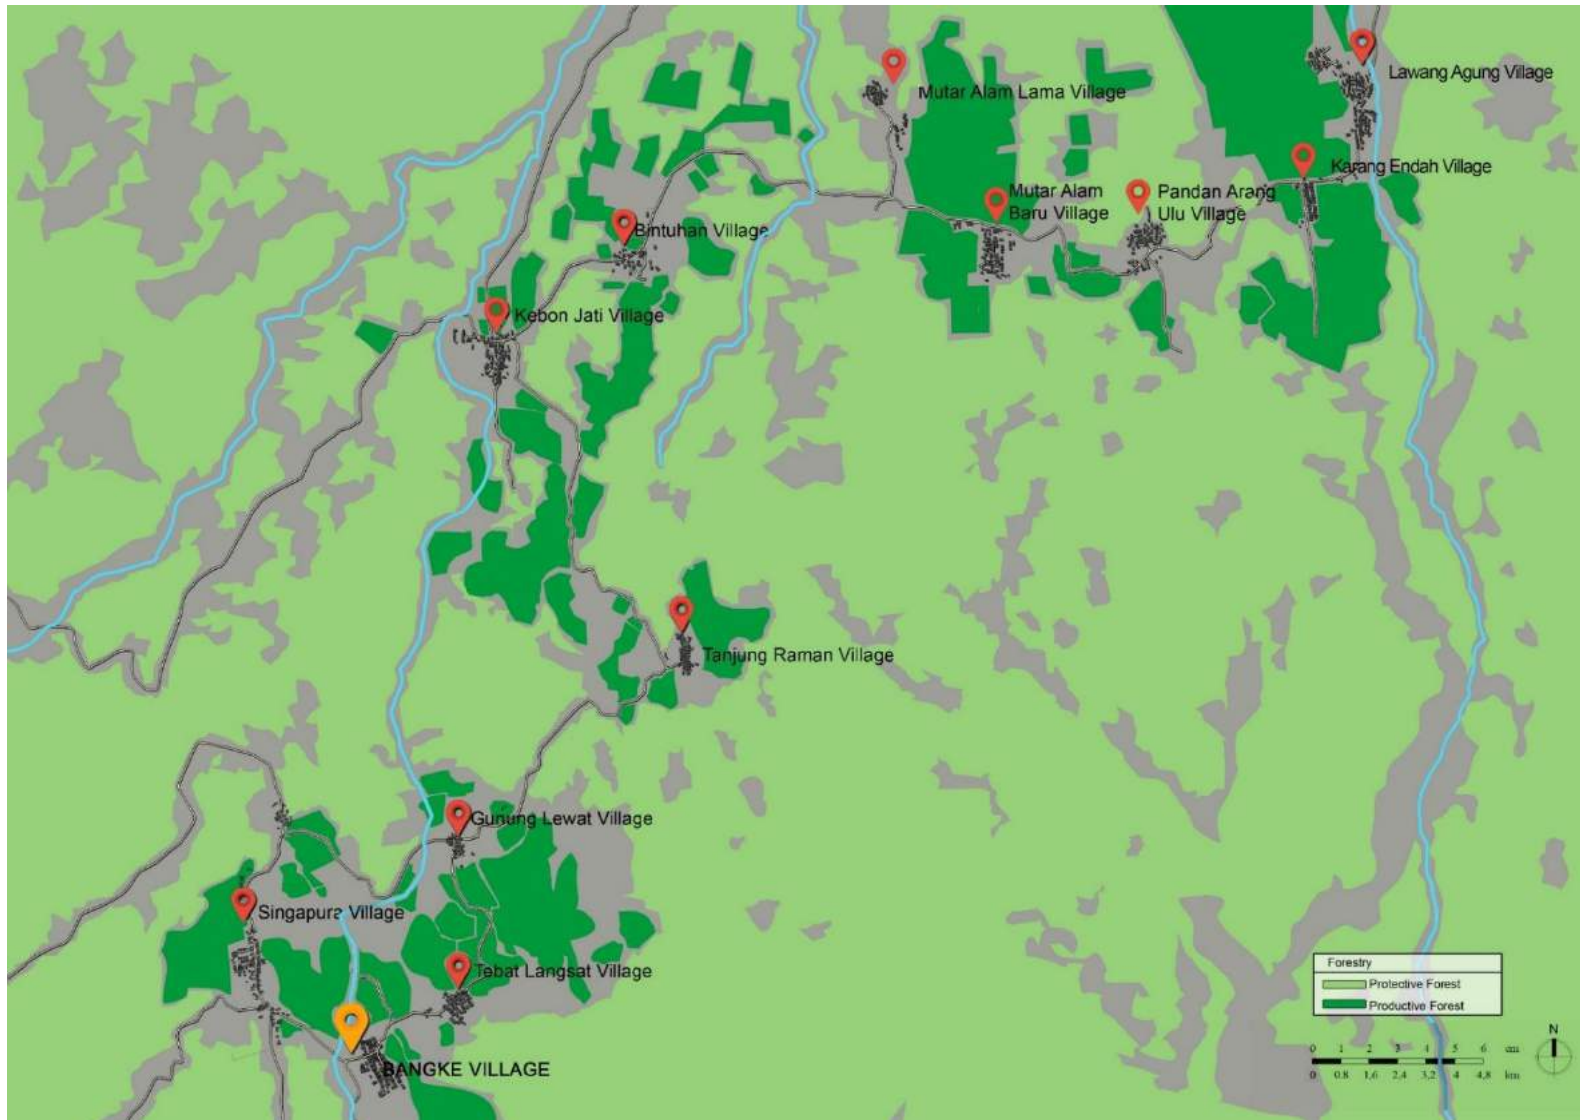 Lawang Agung Village
Mutar Alam Lama Village
Karang Endah Village
Mutar Alam
Baru Village
Pandan Arang
Ulu Village
Bintuhan Village
Kebon Jati Village
Tanjung Raman Village
Gunung Lewat Village
Singapura Village
Tebat Langsat Village
BANGKE VILLAGE
Forestry
Protective Forest
Productive Forest
N
0 1 2 3 4 5 6 cm
0 0.8 1,6 2,4 3,2 4 4,8 km